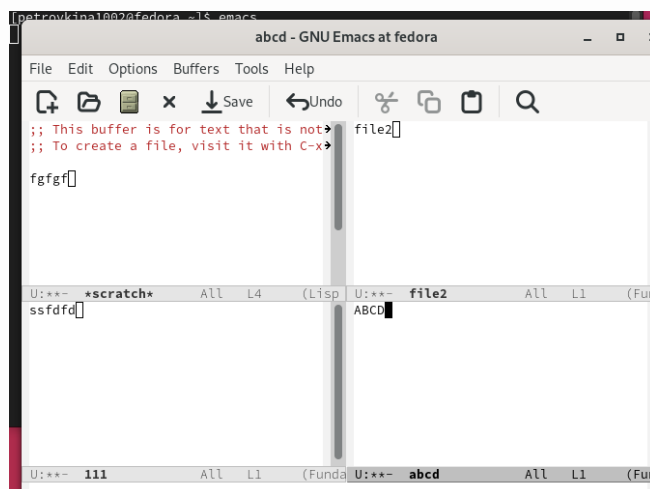 [petrovkina1002@fedora ~]$ emacs
abcd - GNU Emacs at fedora
File Edit Options Buffers Tools Help
Save Undo
;; This buffer is for text that is not
;; To create a file, visit it with C-x
fgfgf
U:**- *scratch* All L4 (Lisp
file2
U:**- file2 All L1 (Fu
ssfdfd
U:**- 111 All L1 (Funda
ABCD
U:**- abcd All L1 (Fu